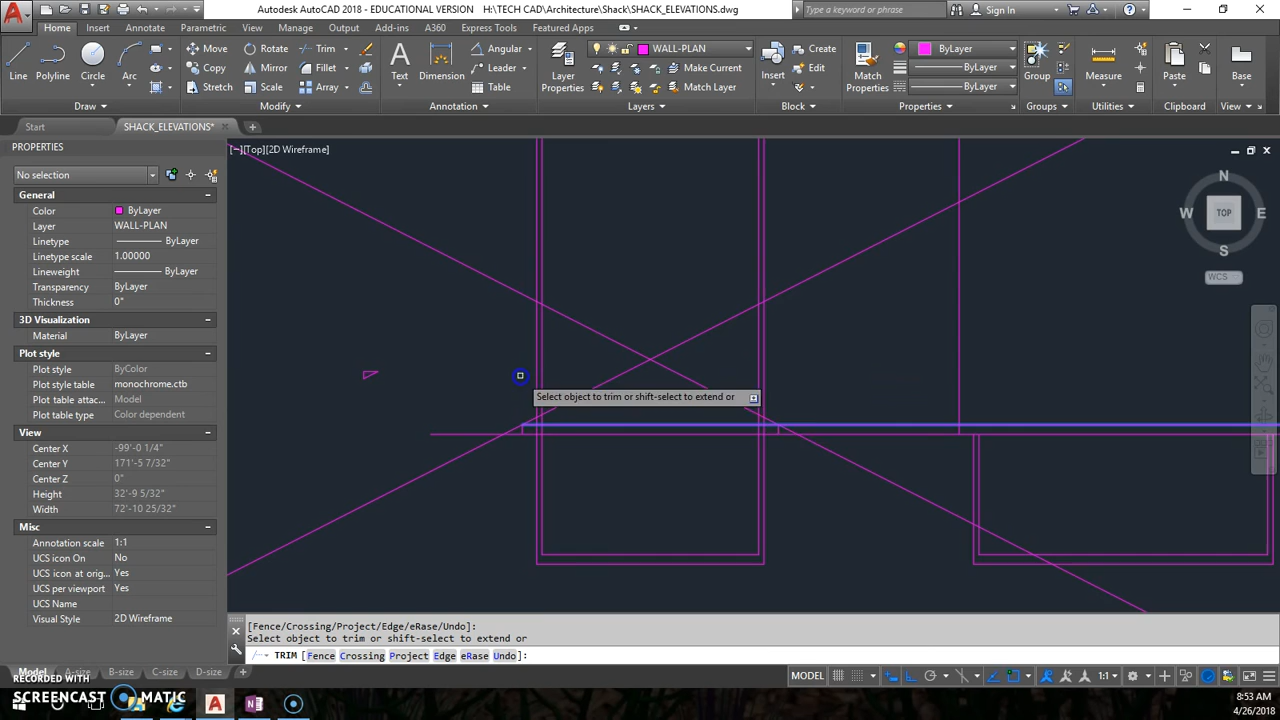 Autodesk AutoCAD 2018 - EDUCATIONAL VERSION H:\TECH CAD\Architecture\Shack\SHACK_ELEVATIONS.dwg
Type a keyword or phrase
Sign In
Home Insert Annotate Parametric View Manage Output Add-ins A360 Express Tools Featured Apps
Line Polyline Circle Arc
Move Rotate Trim
Copy Mirror Fillet
Stretch Scale Array
Text Dimension
Angular
Leader
Table
Layer Properties
WALL-PLAN
Make Current
Match Layer
Insert
Create
Edit
Match Properties
ByLayer
ByLayer
ByLayer
Group
Measure
Paste
Base
Draw Modify Annotation Layers Block Properties Groups Utilities Clipboard View
Start SHACK_ELEVATIONS*
PROPERTIES
No selection
General
Color ByLayer
Layer WALL-PLAN
Linetype ByLayer
Linetype scale 1.00000
Lineweight ByLayer
Transparency ByLayer
Thickness 0"
3D Visualization
Material ByLayer
Plot style
Plot style ByColor
Plot style table monochrome.ctb
Plot table attac... Model
Plot table type Color dependent
View
Center X -99'-0 1/4"
Center Y 171'-5 7/32"
Center Z 0"
Height 32'-9 5/32"
Width 72'-10 25/32"
Misc
Annotation scale 1:1
UCS icon On No
UCS icon at orig... Yes
UCS per viewport Yes
UCS Name
Visual Style 2D Wireframe
[−][Top][2D Wireframe]
N
W TOP E
S
WCS
Select object to trim or shift-select to extend or
[Fence/Crossing/Project/Edge/eRase/Undo]:
Select object to trim or shift-select to extend or
TRIM [Fence Crossing Project Edge eRase Undo]:
Model A-size B-size C-size D-size
MODEL
1:1
RECORDED WITH
SCREENCAST MATIC
8:53 AM
4/26/2018